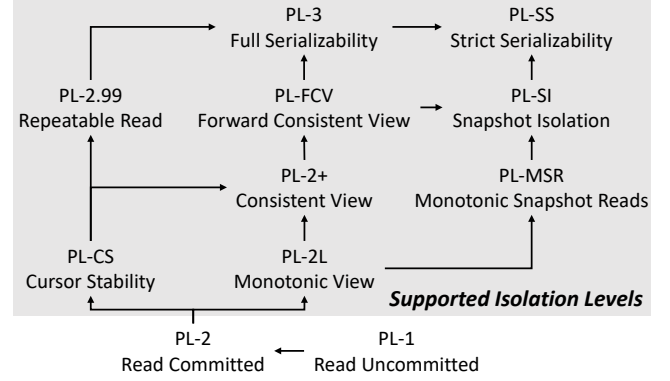 PL-3
Full Serializability
PL-SS
Strict Serializability
PL-2.99
Repeatable Read
PL-FCV
Forward Consistent View
PL-SI
Snapshot Isolation
PL-2+
Consistent View
PL-MSR
Monotonic Snapshot Reads
PL-CS
Cursor Stability
PL-2L
Monotonic View
Supported Isolation Levels
PL-2
Read Committed
PL-1
Read Uncommitted